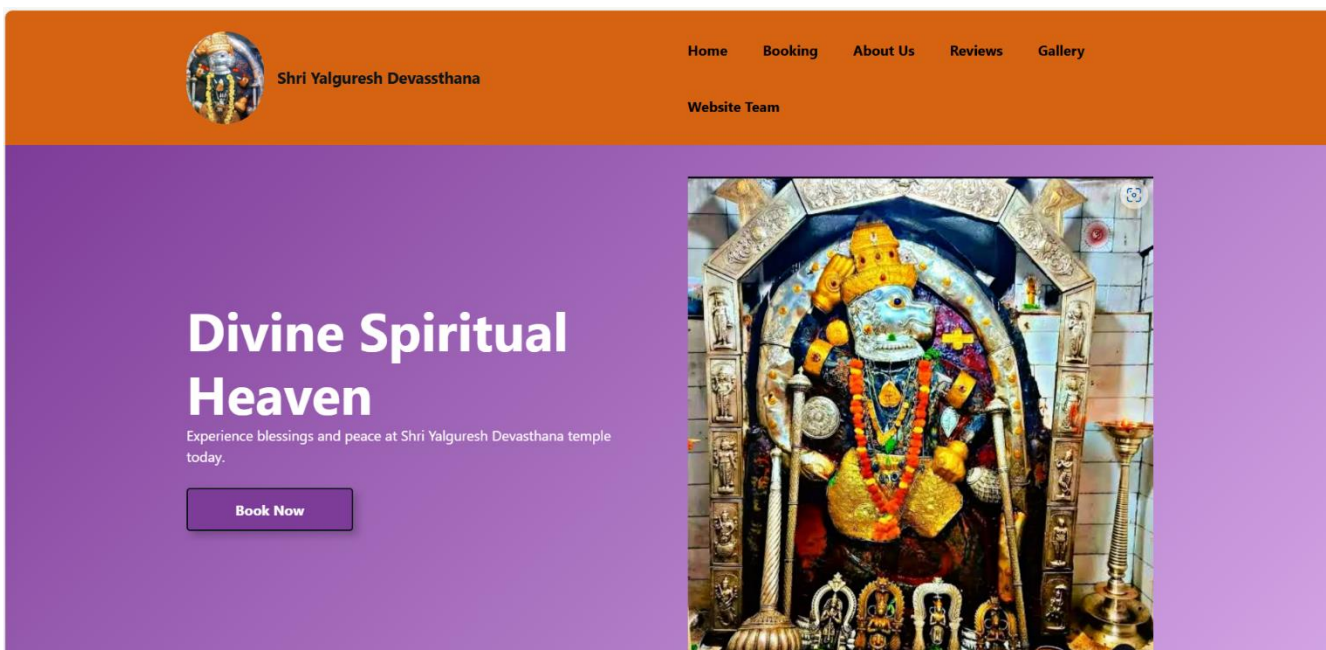 Shri Yalguresh Devassthana
Home Booking About Us Reviews Gallery
Website Team
Divine Spiritual
Heaven
Experience blessings and peace at Shri Yalguresh Devasthana temple
today.
Book Now